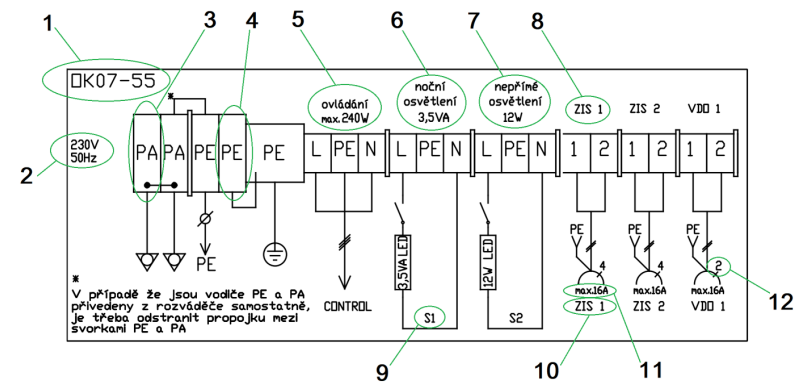 1
2
3
4
5
6
7
8
OK07-55
230V
50Hz
*
ovládání
max.240W
noční
osvětlení
3,5VA
nepřímé
osvětlení
12W
ZIS 1
ZIS 2
VDO 1
PA PA PE PE PE L PE N L PE N L PE N 1 2 1 2 1 2
PE
CONTROL
3,5VA LED
S1
12W LED
S2
PE
4
max.16A
ZIS 1
PE
4
max.16A
ZIS 2
PE
2
max.16A
VDO 1
*
V případě že jsou vodiče PE a PA
přivedeny z rozváděče samostatně,
je třeba odstranit propojku mezi
svorkami PE a PA
9
10
11
12